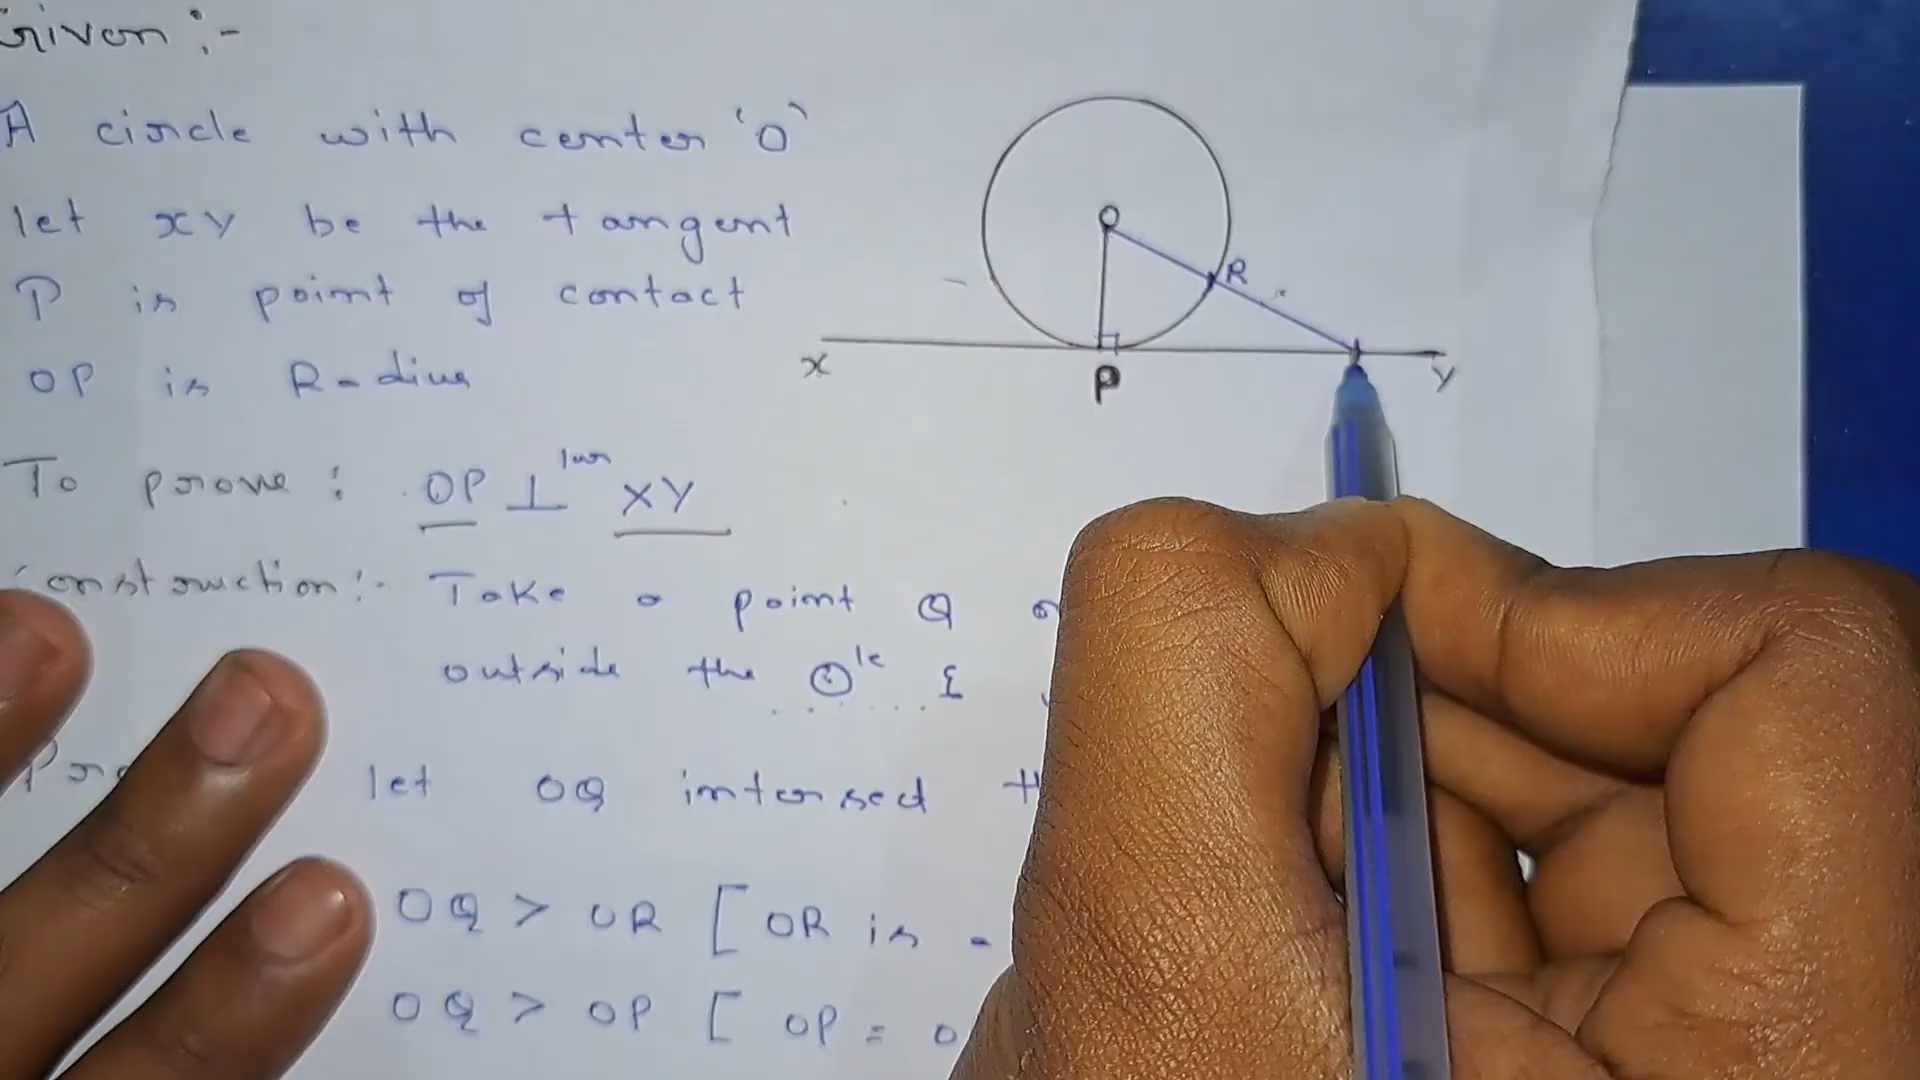 Given :-
A circle with center 'O'
let xy be the tangent
P is point of contact
OP is Radius
To prove : OP ⊥lar XY
Construction :- Take a point Q
outside the ⊙le &
let OQ intersect
OQ > OR [ OR is a
OQ > OP [ OP =
O
R
x
P
y